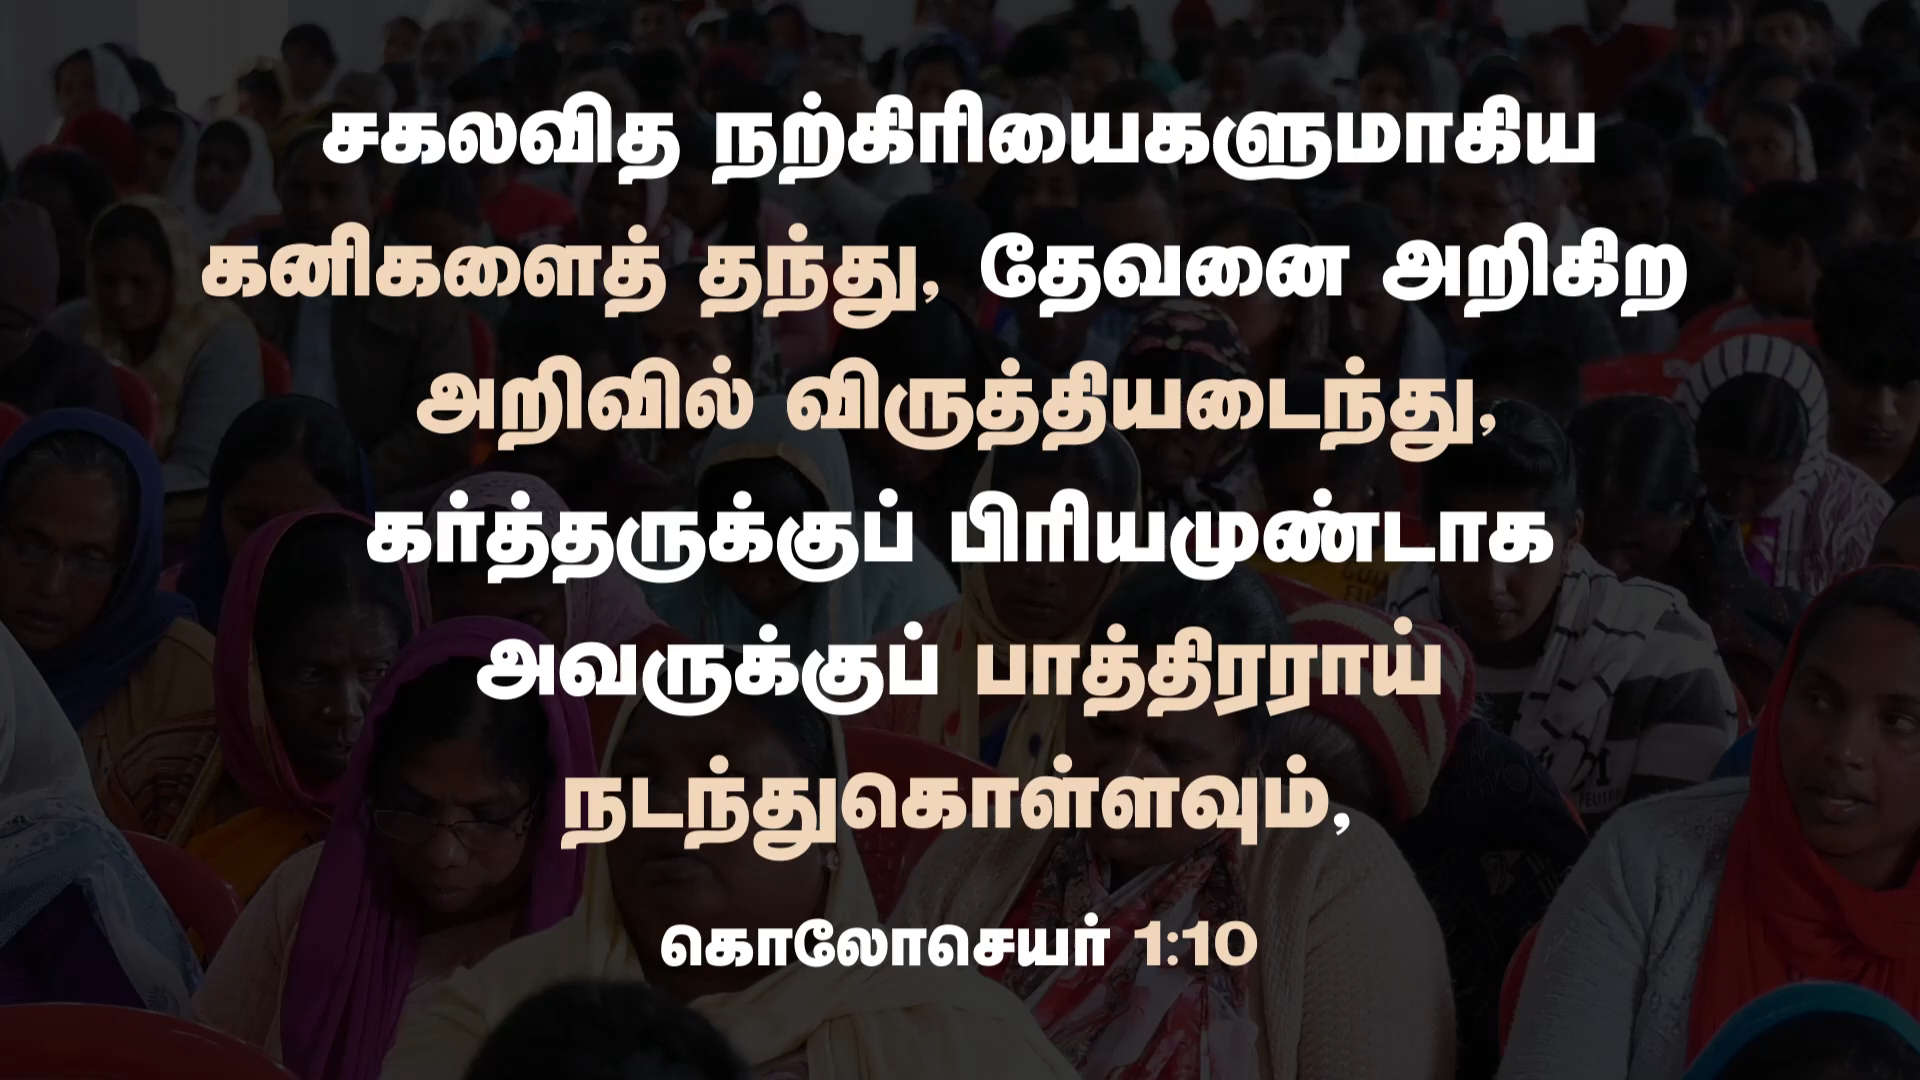 சகலவித நற்கிரியைகளுமாகிய
கனிகளைத் தந்து, தேவனை அறிகிற
அறிவில் விருத்தியடைந்து,
கர்த்தருக்குப் பிரியமுண்டாக
அவருக்குப் பாத்திரராய்
நடந்துகொள்ளவும்,
கொலோசெயர் 1:10